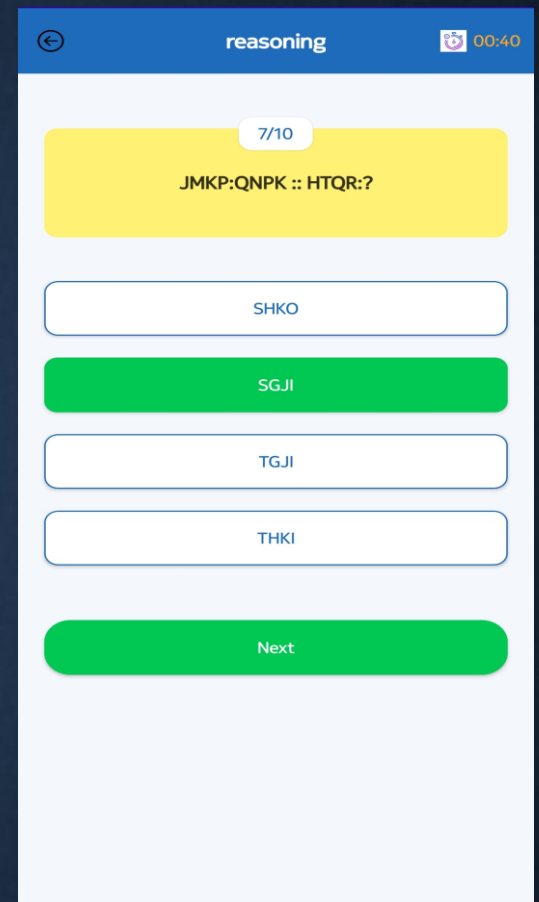 reasoning
00:40
7/10
JMKP:QNPK :: HTQR:?
SHKO
SGJI
TGJI
THKI
Next